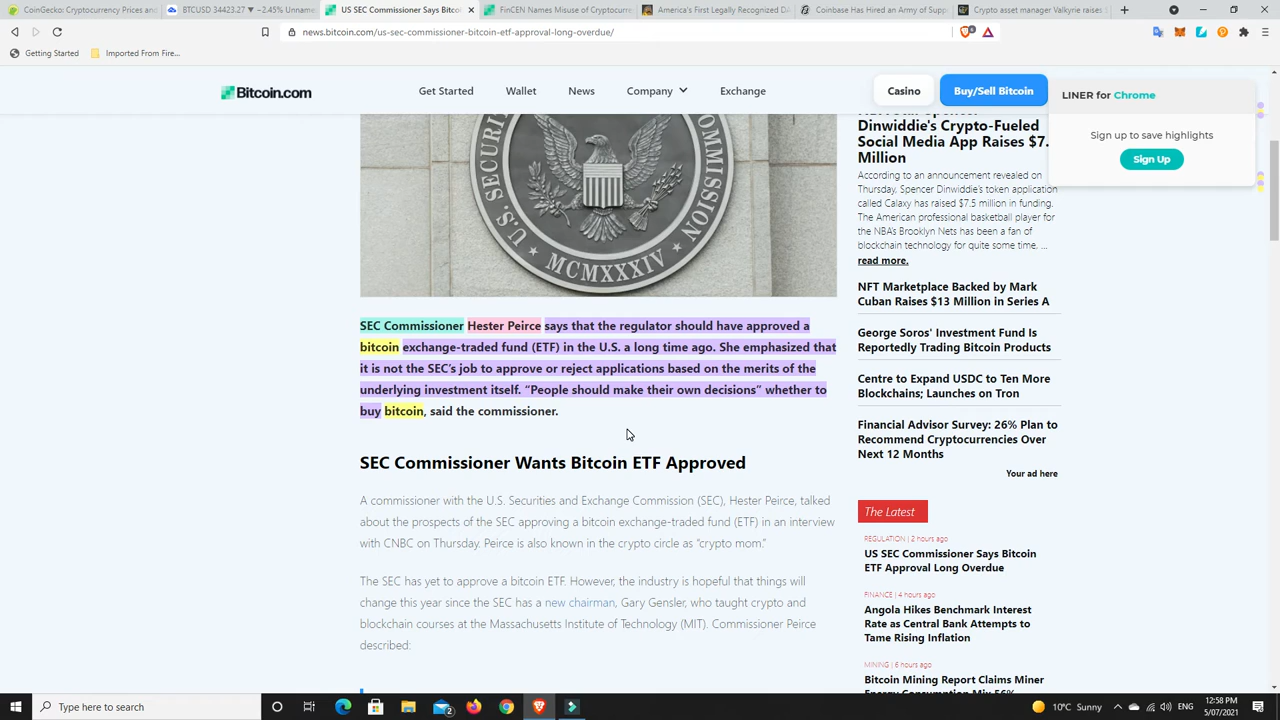 CoinGecko: Cryptocurrency Prices and
BTCUSD 34423.27 ▼ −2.45% Unname
US SEC Commissioner Says Bitcoi
FinCEN Names Misuse of Cryptocurre
America's First Legally Recognized DA
Coinbase Has Hired an Army of Supp
Crypto asset manager Valkyrie raises $
news.bitcoin.com/us-sec-commissioner-bitcoin-etf-approval-long-overdue/
Getting Started
Imported From Fire...
Bitcoin.com
Get Started
Wallet
News
Company
Exchange
Casino
Buy/Sell Bitcoin
LINER for Chrome
Sign up to save highlights
Sign Up
U.S. SECURITIES
COMMISSION
MCMXXXIV
SEC Commissioner Hester Peirce says that the regulator should have approved a
bitcoin exchange-traded fund (ETF) in the U.S. a long time ago. She emphasized that
it is not the SEC's job to approve or reject applications based on the merits of the
underlying investment itself. “People should make their own decisions” whether to
buy bitcoin, said the commissioner.
SEC Commissioner Wants Bitcoin ETF Approved
A commissioner with the U.S. Securities and Exchange Commission (SEC), Hester Peirce, talked
about the prospects of the SEC approving a bitcoin exchange-traded fund (ETF) in an interview
with CNBC on Thursday. Peirce is also known in the crypto circle as “crypto mom.”
The SEC has yet to approve a bitcoin ETF. However, the industry is hopeful that things will
change this year since the SEC has a new chairman, Gary Gensler, who taught crypto and
blockchain courses at the Massachusetts Institute of Technology (MIT). Commissioner Peirce
described:
Dinwiddie's Crypto-Fueled
Social Media App Raises $7.
Million
According to an announcement revealed on
Thursday, Spencer Dinwiddie's token application
called Calaxy has raised $7.5 million in funding.
The American professional basketball player for
the NBA's Brooklyn Nets has been a fan of
blockchain technology for quite some time, ...
read more.
NFT Marketplace Backed by Mark
Cuban Raises $13 Million in Series A
George Soros' Investment Fund Is
Reportedly Trading Bitcoin Products
Centre to Expand USDC to Ten More
Blockchains; Launches on Tron
Financial Advisor Survey: 26% Plan to
Recommend Cryptocurrencies Over
Next 12 Months
Your ad here
The Latest
REGULATION | 2 hours ago
US SEC Commissioner Says Bitcoin
ETF Approval Long Overdue
FINANCE | 4 hours ago
Angola Hikes Benchmark Interest
Rate as Central Bank Attempts to
Tame Rising Inflation
MINING | 6 hours ago
Bitcoin Mining Report Claims Miner
Energy Consumption Mix 56%
Type here to search
10°C Sunny
12:58 PM
5/07/2021